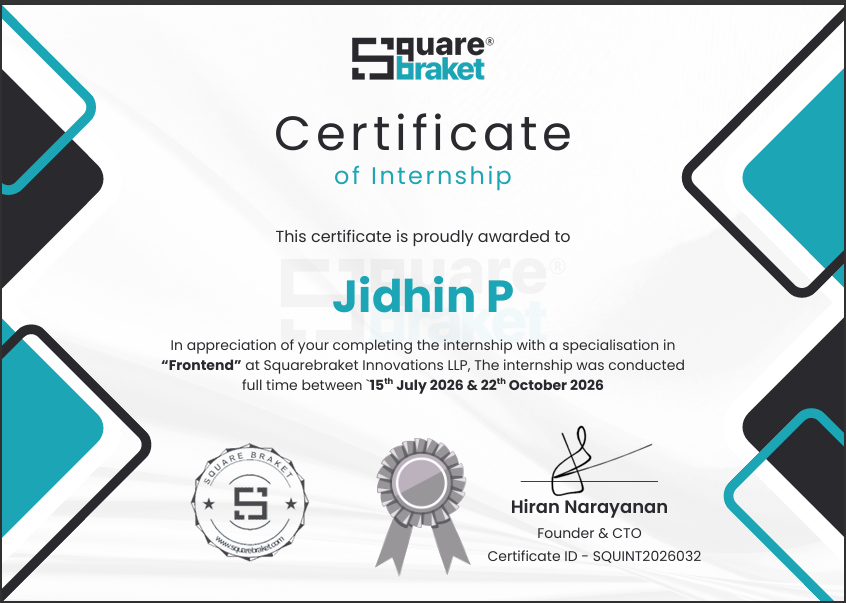 Square®
braket
Certificate
of Internship
This certificate is proudly awarded to
Square®
braket
Jidhin P
In appreciation of your completing the internship with a specialisation in
“Frontend” at Squarebraket Innovations LLP, The internship was conducted
full time between `15th July 2026 & 22th October 2026
SQUARE BRAKET
S
www.squarebraket.com
Hiran Narayanan
Founder & CTO
Certificate ID - SQUINT2026032